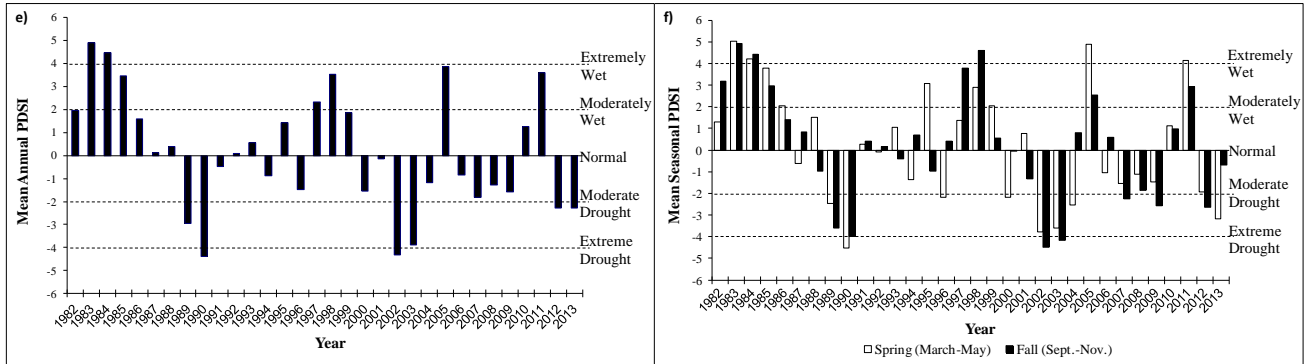 e)
Mean Annual PDSI
6
5
4
3
2
1
0
-1
-2
-3
-4
-5
-6
Extremely
Wet
Moderately
Wet
Normal
Moderate
Drought
Extreme
Drought
1982 1983 1984 1985 1986 1987 1988 1989 1990 1991 1992 1993 1994 1995 1996 1997 1998 1999 2000 2001 2002 2003 2004 2005 2006 2007 2008 2009 2010 2011 2012 2013
Year
f)
Mean Seasonal PDSI
6
5
4
3
2
1
0
-1
-2
-3
-4
-5
-6
Extremely
Wet
Moderately
Wet
Normal
Moderate
Drought
Extreme
Drought
1982 1983 1984 1985 1986 1987 1988 1989 1990 1991 1992 1993 1994 1995 1996 1997 1998 1999 2000 2001 2002 2003 2004 2005 2006 2007 2008 2009 2010 2011 2012 2013
Year
Spring (March-May) Fall (Sept.-Nov.)